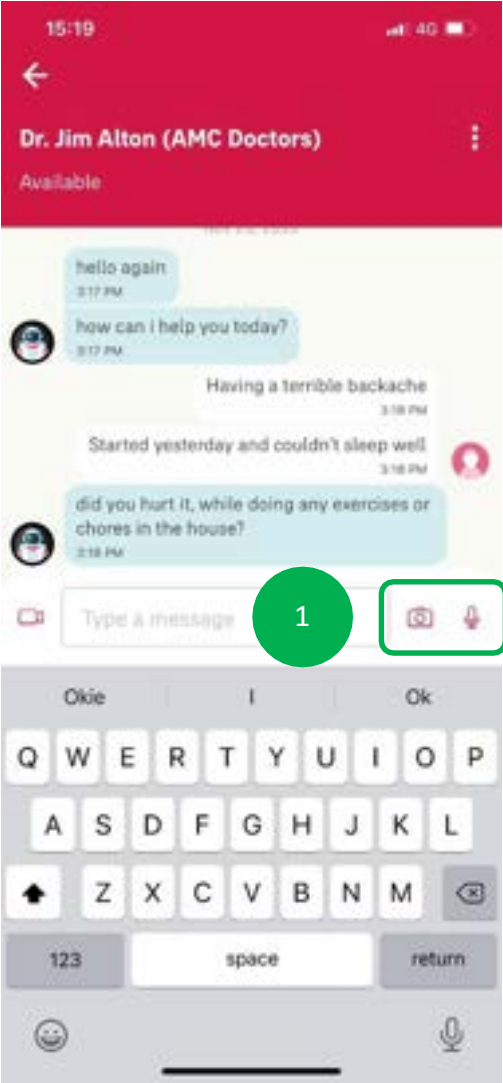 15:19
4G
Dr. Jim Alton (AMC Doctors)
Available
hello again
3:17 PM
how can i help you today?
3:17 PM
Having a terrible backache
3:18 PM
Started yesterday and couldn't sleep well
3:18 PM
did you hurt it, while doing any exercises or
chores in the house?
3:18 PM
Type a message
1
Okie I Ok
Q W E R T Y U I O P
A S D F G H J K L
Z X C V B N M
123 space return